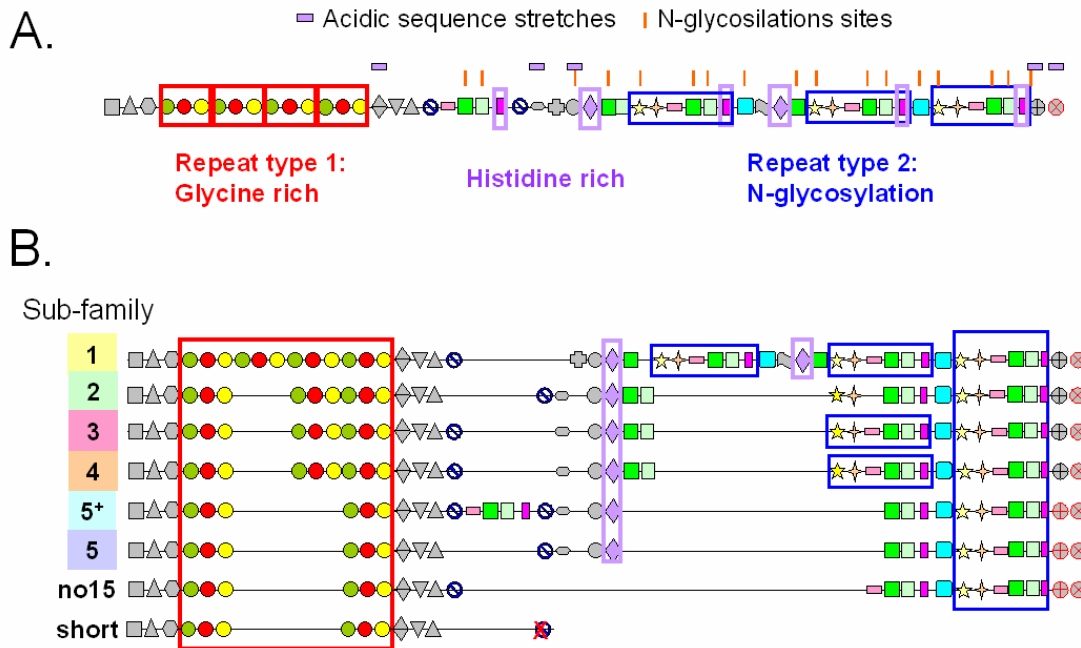 A.
Acidic sequence stretches
N-glycosilations sites
Repeat type 1:
Glycine rich
Histidine rich
Repeat type 2:
N-glycosylation
B.
Sub-family
1
2
3
4
5+
5
no15
short